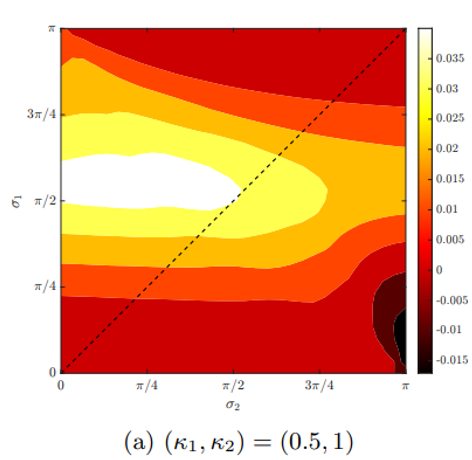 π
3π/4
π/2
π/4
0
σ₁
0
π/4
π/2
3π/4
π
σ₂
0.035
0.03
0.025
0.02
0.015
0.01
0.005
0
-0.005
-0.01
-0.015
(a) (κ₁, κ₂) = (0.5, 1)